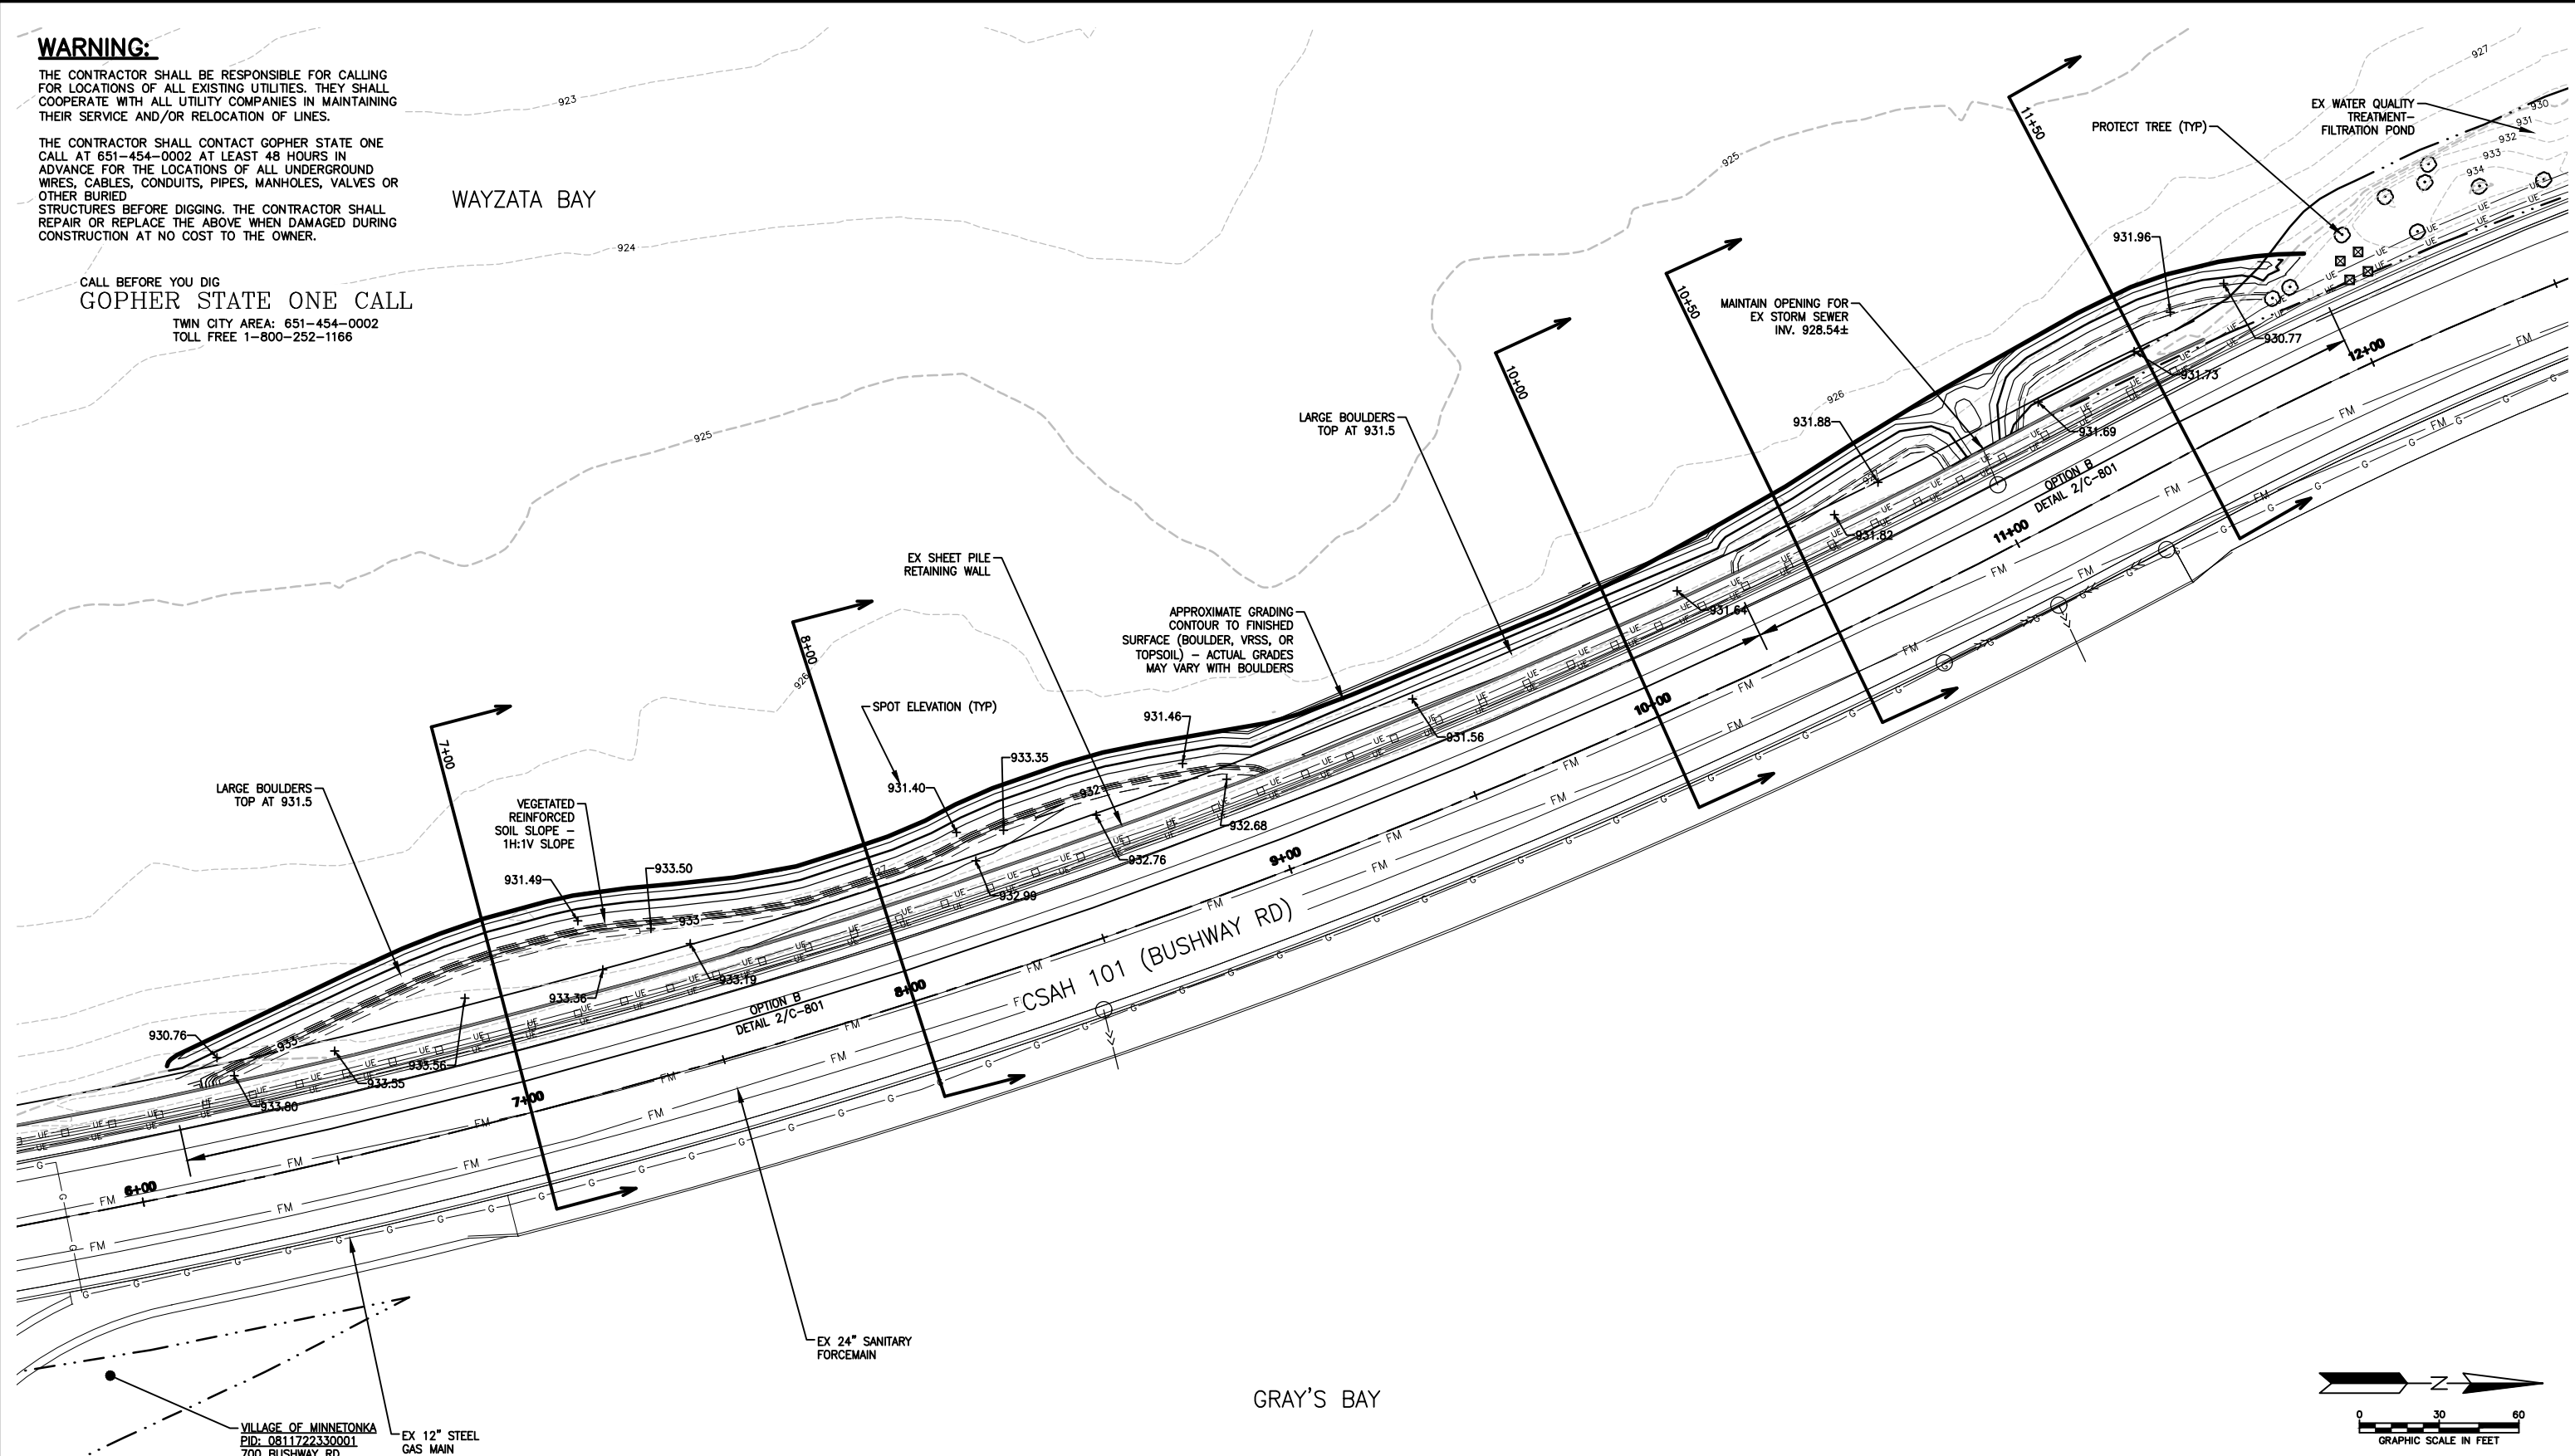 WARNING:
THE CONTRACTOR SHALL BE RESPONSIBLE FOR CALLING
FOR LOCATIONS OF ALL EXISTING UTILITIES. THEY SHALL
COOPERATE WITH ALL UTILITY COMPANIES IN MAINTAINING
THEIR SERVICE AND/OR RELOCATION OF LINES.
THE CONTRACTOR SHALL CONTACT GOPHER STATE ONE
CALL AT 651-454-0002 AT LEAST 48 HOURS IN
ADVANCE FOR THE LOCATIONS OF ALL UNDERGROUND
WIRES, CABLES, CONDUITS, PIPES, MANHOLES, VALVES OR
OTHER BURIED
STRUCTURES BEFORE DIGGING. THE CONTRACTOR SHALL
REPAIR OR REPLACE THE ABOVE WHEN DAMAGED DURING
CONSTRUCTION AT NO COST TO THE OWNER.
CALL BEFORE YOU DIG
GOPHER STATE ONE CALL
TWIN CITY AREA: 651-454-0002
TOLL FREE 1-800-252-1166
WAYZATA BAY
923
924
925
925
926
926
927
930
931
932
933
934
EX WATER QUALITY
TREATMENT-
FILTRATION POND
PROTECT TREE (TYP)
11+50
931.96
930.77
931.73
931.69
12+00
MAINTAIN OPENING FOR
EX STORM SEWER
INV. 928.54±
10+50
10+00
931.88
931.82
931.64
OPTION B
DETAIL 2/C-801
11+00
LARGE BOULDERS
TOP AT 931.5
EX SHEET PILE
RETAINING WALL
APPROXIMATE GRADING
CONTOUR TO FINISHED
SURFACE (BOULDER, VRSS, OR
TOPSOIL) - ACTUAL GRADES
MAY VARY WITH BOULDERS
8+00
SPOT ELEVATION (TYP)
931.46
933.35
931.40
931.56
932
932.68
932.76
932.99
10+00
9+00
7+00
LARGE BOULDERS
TOP AT 931.5
VEGETATED
REINFORCED
SOIL SLOPE -
1H:1V SLOPE
931.49
933.50
933
933.19
933.36
933.56
933.55
933.80
930.76
933
OPTION B
DETAIL 2/C-801
8+00
7+00
6+00
CSAH 101 (BUSHWAY RD)
EX 24" SANITARY
FORCEMAIN
GRAY'S BAY
VILLAGE OF MINNETONKA
PID: 0811722330001
700 BUSHWAY RD
EX 12" STEEL
GAS MAIN
UE
FM
G
Z
0 30 60
GRAPHIC SCALE IN FEET